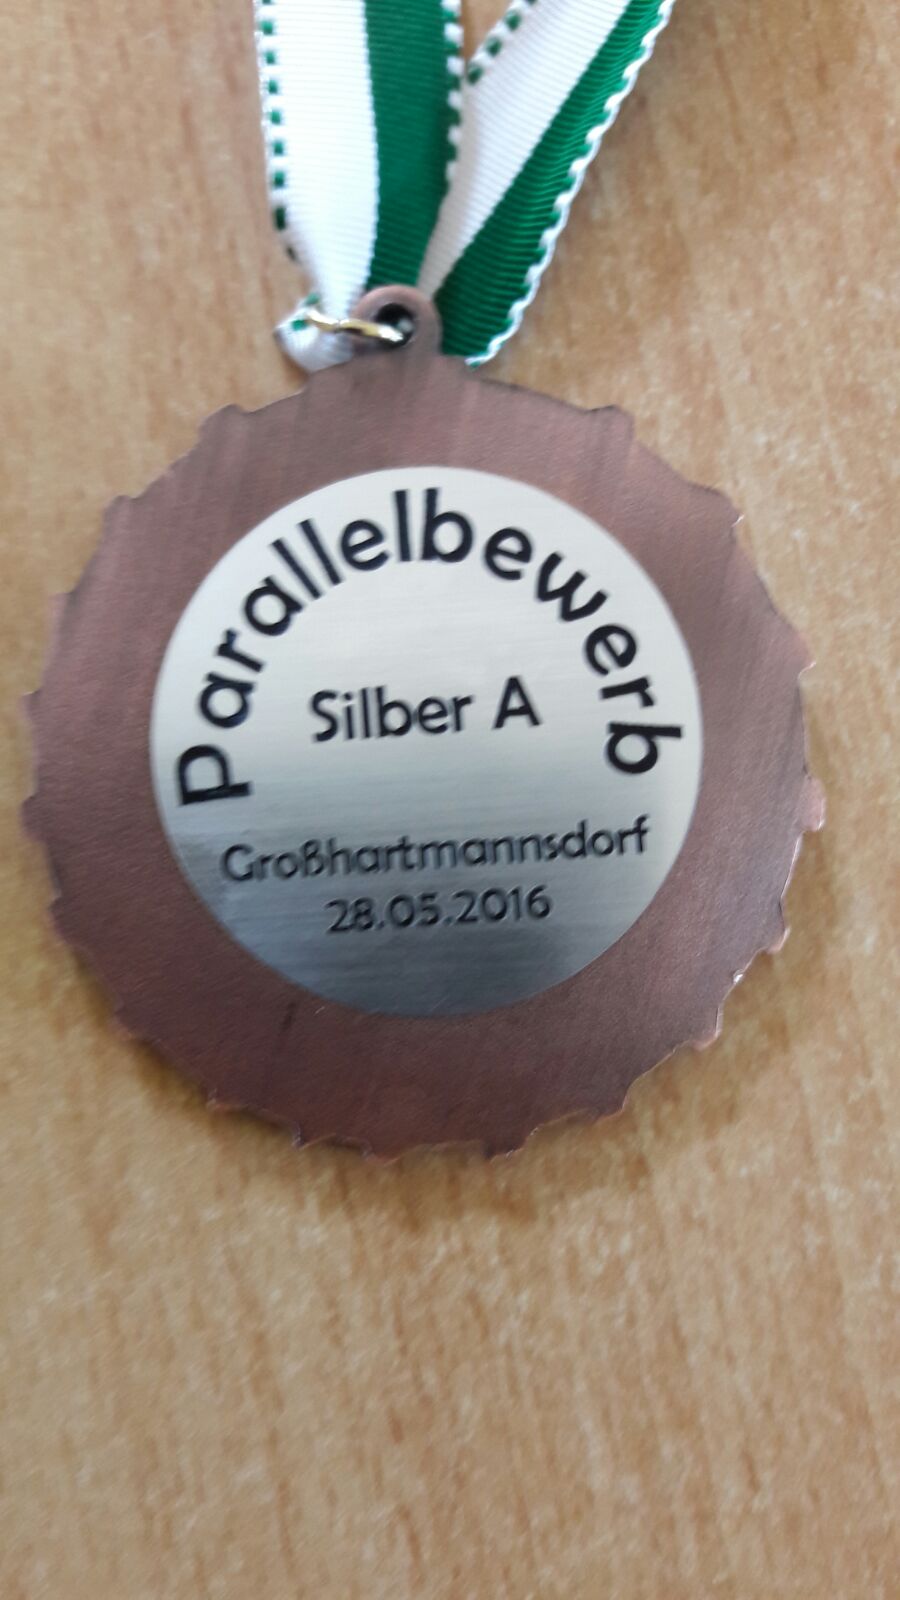 Parallelbewerb
Silber A
Großhartmannsdorf
28.05.2016